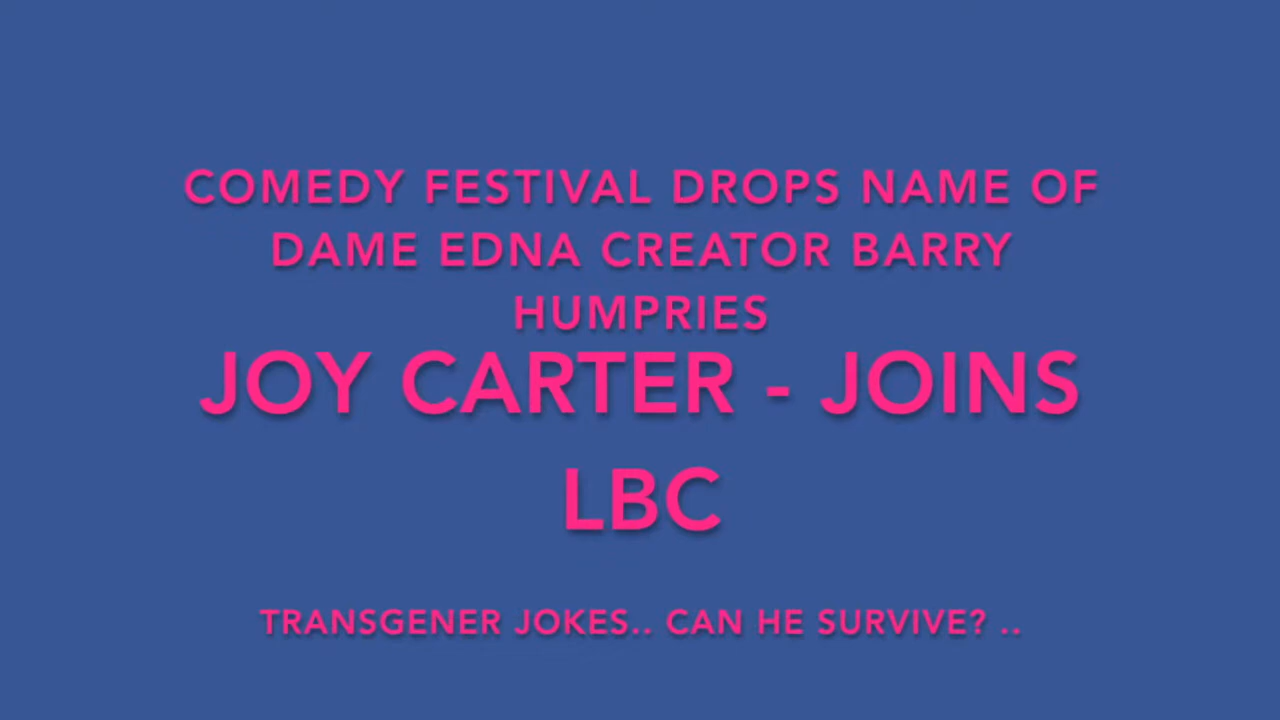 COMEDY FESTIVAL DROPS NAME OF
DAME EDNA CREATOR BARRY
HUMPRIES
JOY CARTER - JOINS
LBC
TRANSGENER JOKES.. CAN HE SURVIVE? ..